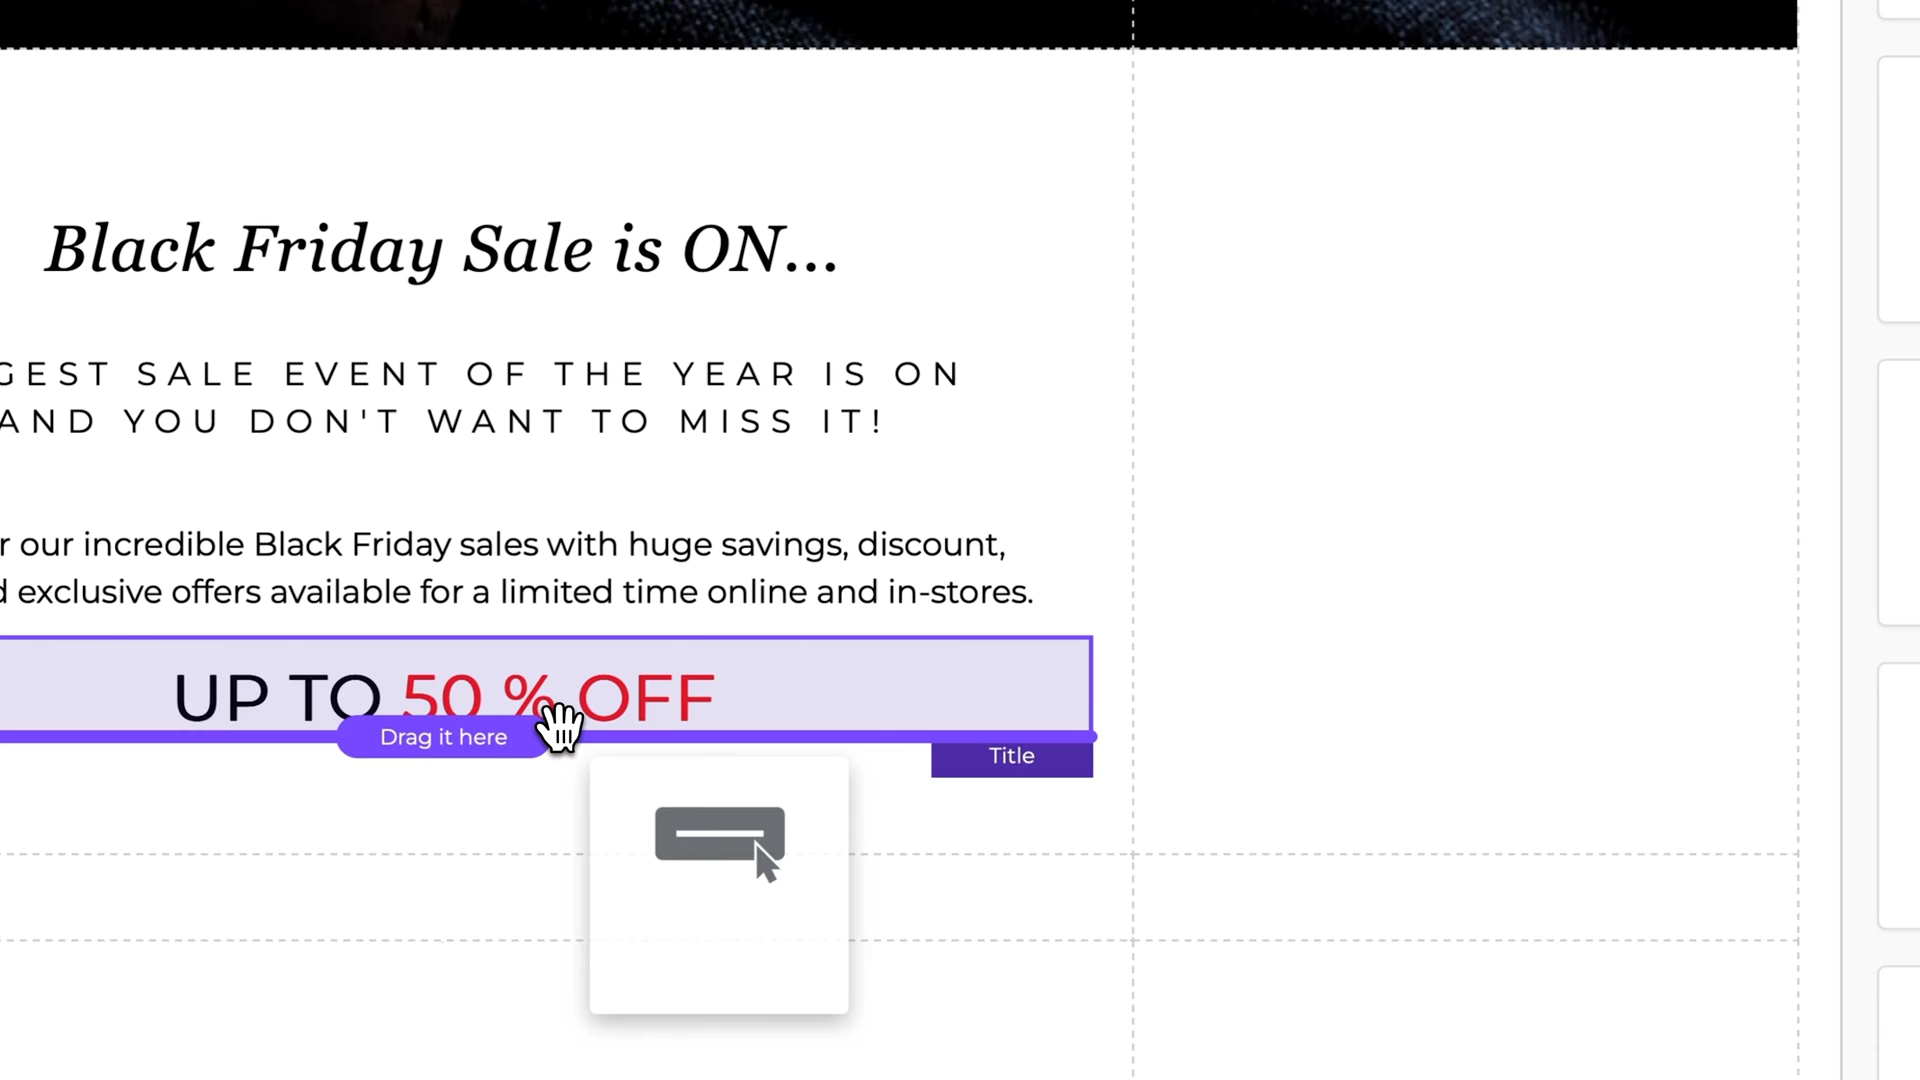 Black Friday Sale is ON...
GEST SALE EVENT OF THE YEAR IS ON
AND YOU DON'T WANT TO MISS IT!
our incredible Black Friday sales with huge savings, discount,
exclusive offers available for a limited time online and in-stores.
UP TO 50 % OFF
Drag it here
Title